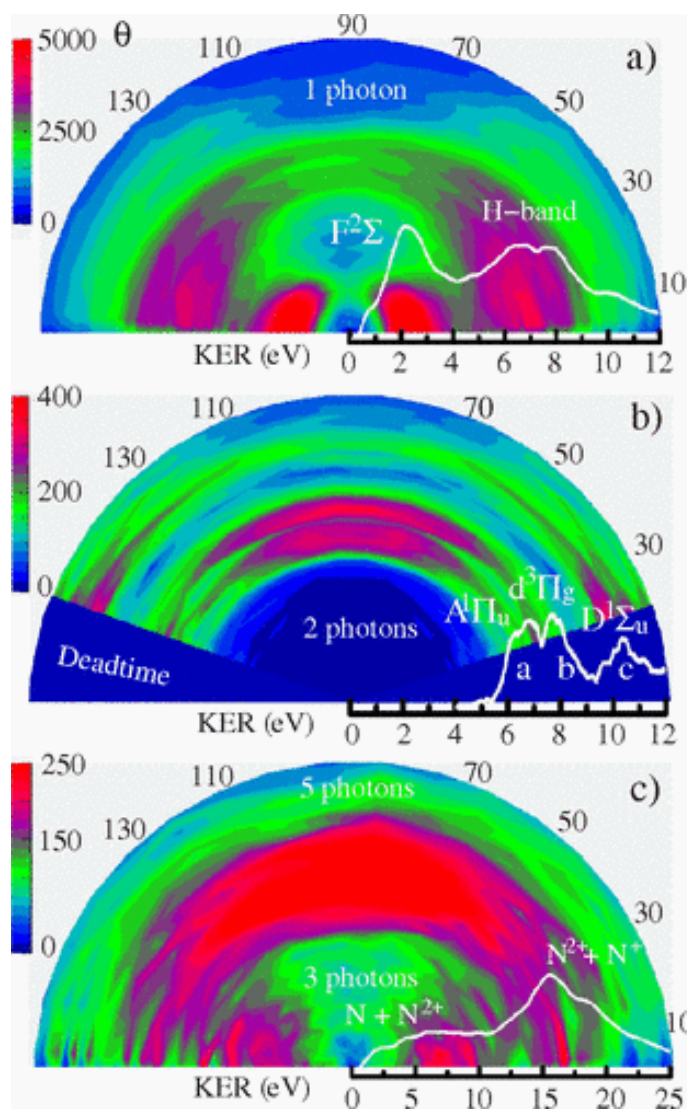 5000 θ 90
110 70 a)
130 1 photon 50
2500
30
H-band
F²Σ
0
10
KER (eV) 0 2 4 6 8 10 12
400 b)
110 70
130 50
200
30
A¹Πu d³Πg D¹Σu
0 2 photons
Deadtime a b c
KER (eV) 0 2 4 6 8 10 12
250 c)
110 5 photons 70
130 50
150
30
N²⁺+ N⁺
0 3 photons
N + N²⁺
10
KER (eV) 0 5 10 15 20 25